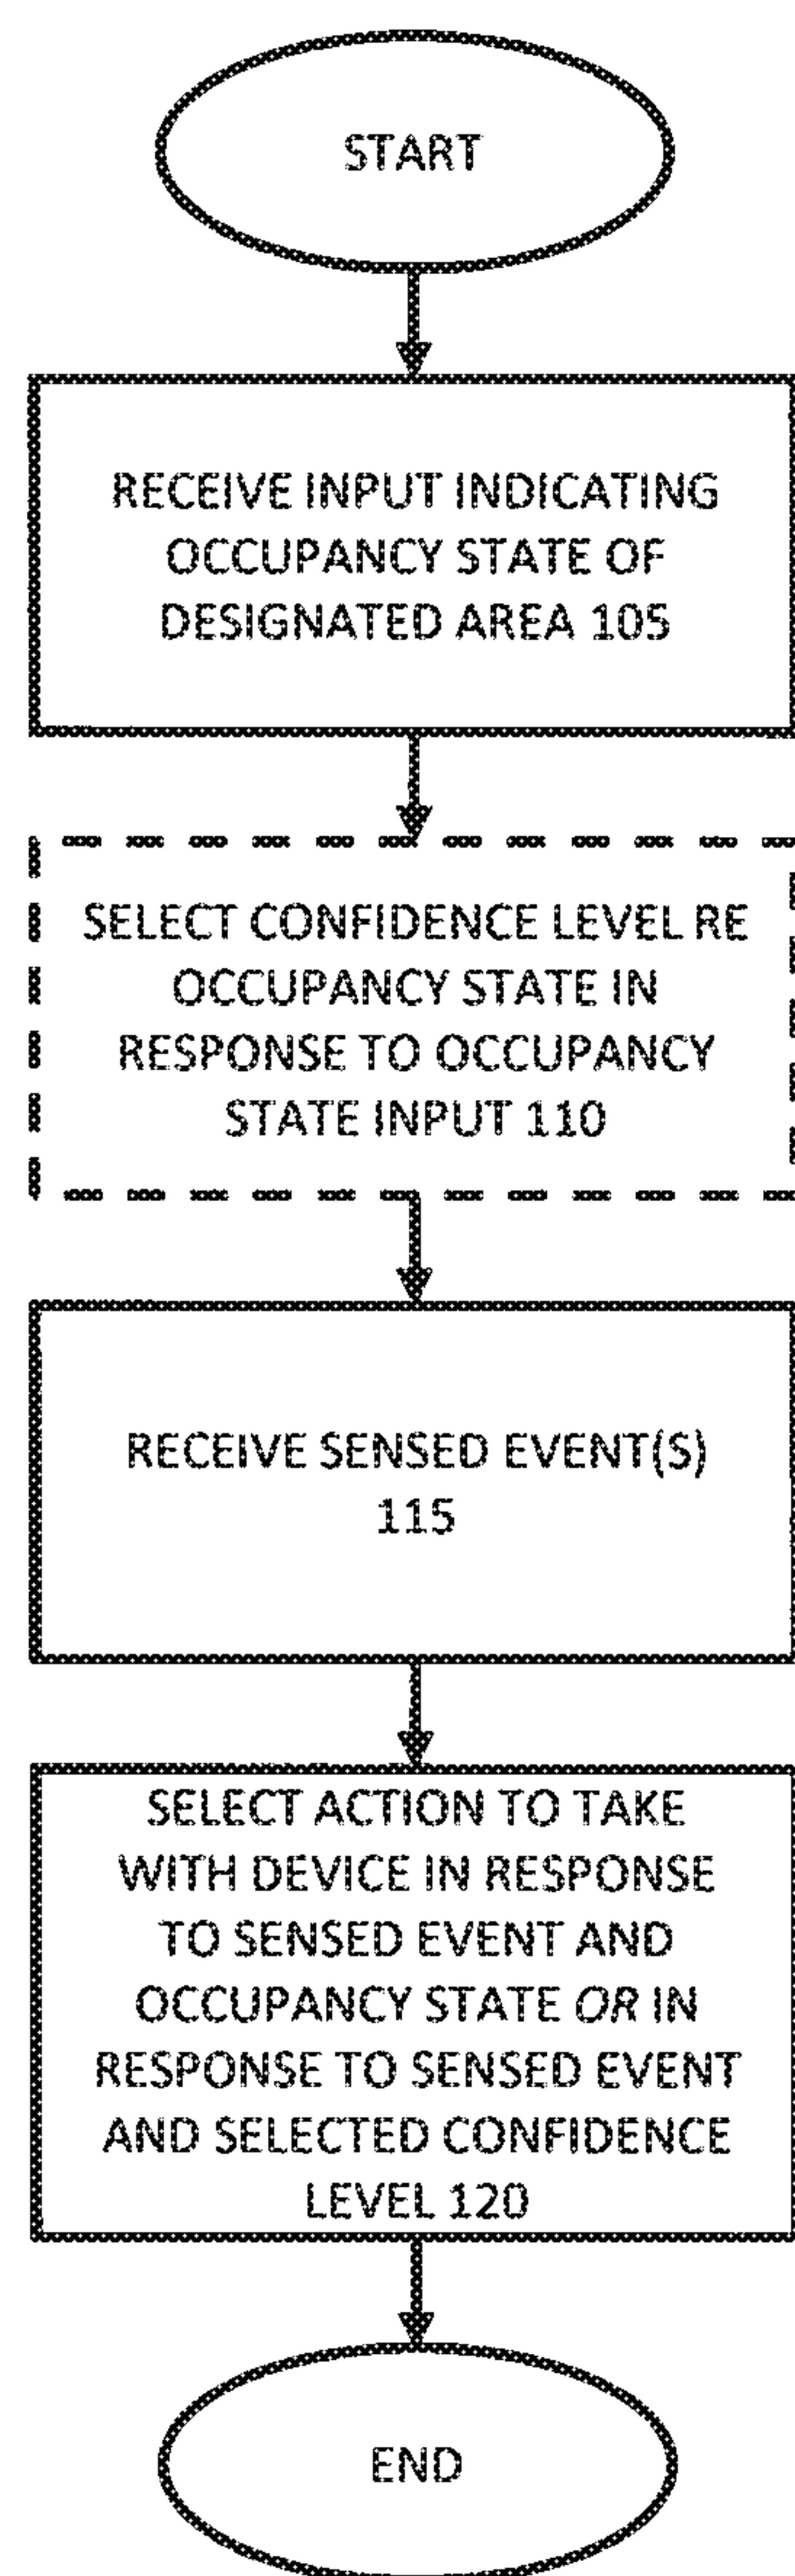 START
RECEIVE INPUT INDICATING
OCCUPANCY STATE OF
DESIGNATED AREA 105
SELECT CONFIDENCE LEVEL RE
OCCUPANCY STATE IN
RESPONSE TO OCCUPANCY
STATE INPUT 110
RECEIVE SENSED EVENT(S)
115
SELECT ACTION TO TAKE
WITH DEVICE IN RESPONSE
TO SENSED EVENT AND
OCCUPANCY STATE OR IN
RESPONSE TO SENSED EVENT
AND SELECTED CONFIDENCE
LEVEL 120
END